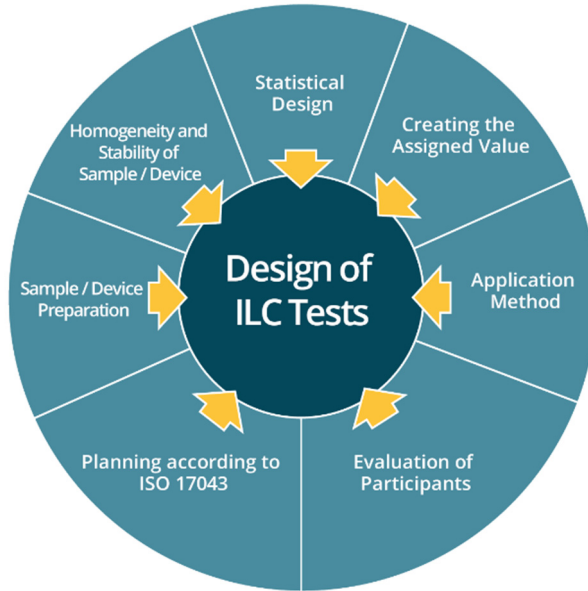 Statistical
Design
Creating the
Assigned Value
Application
Method
Evaluation of
Participants
Planning according to
ISO 17043
Sample / Device
Preparation
Homogeneity and
Stability of
Sample / Device
Design of
ILC Tests